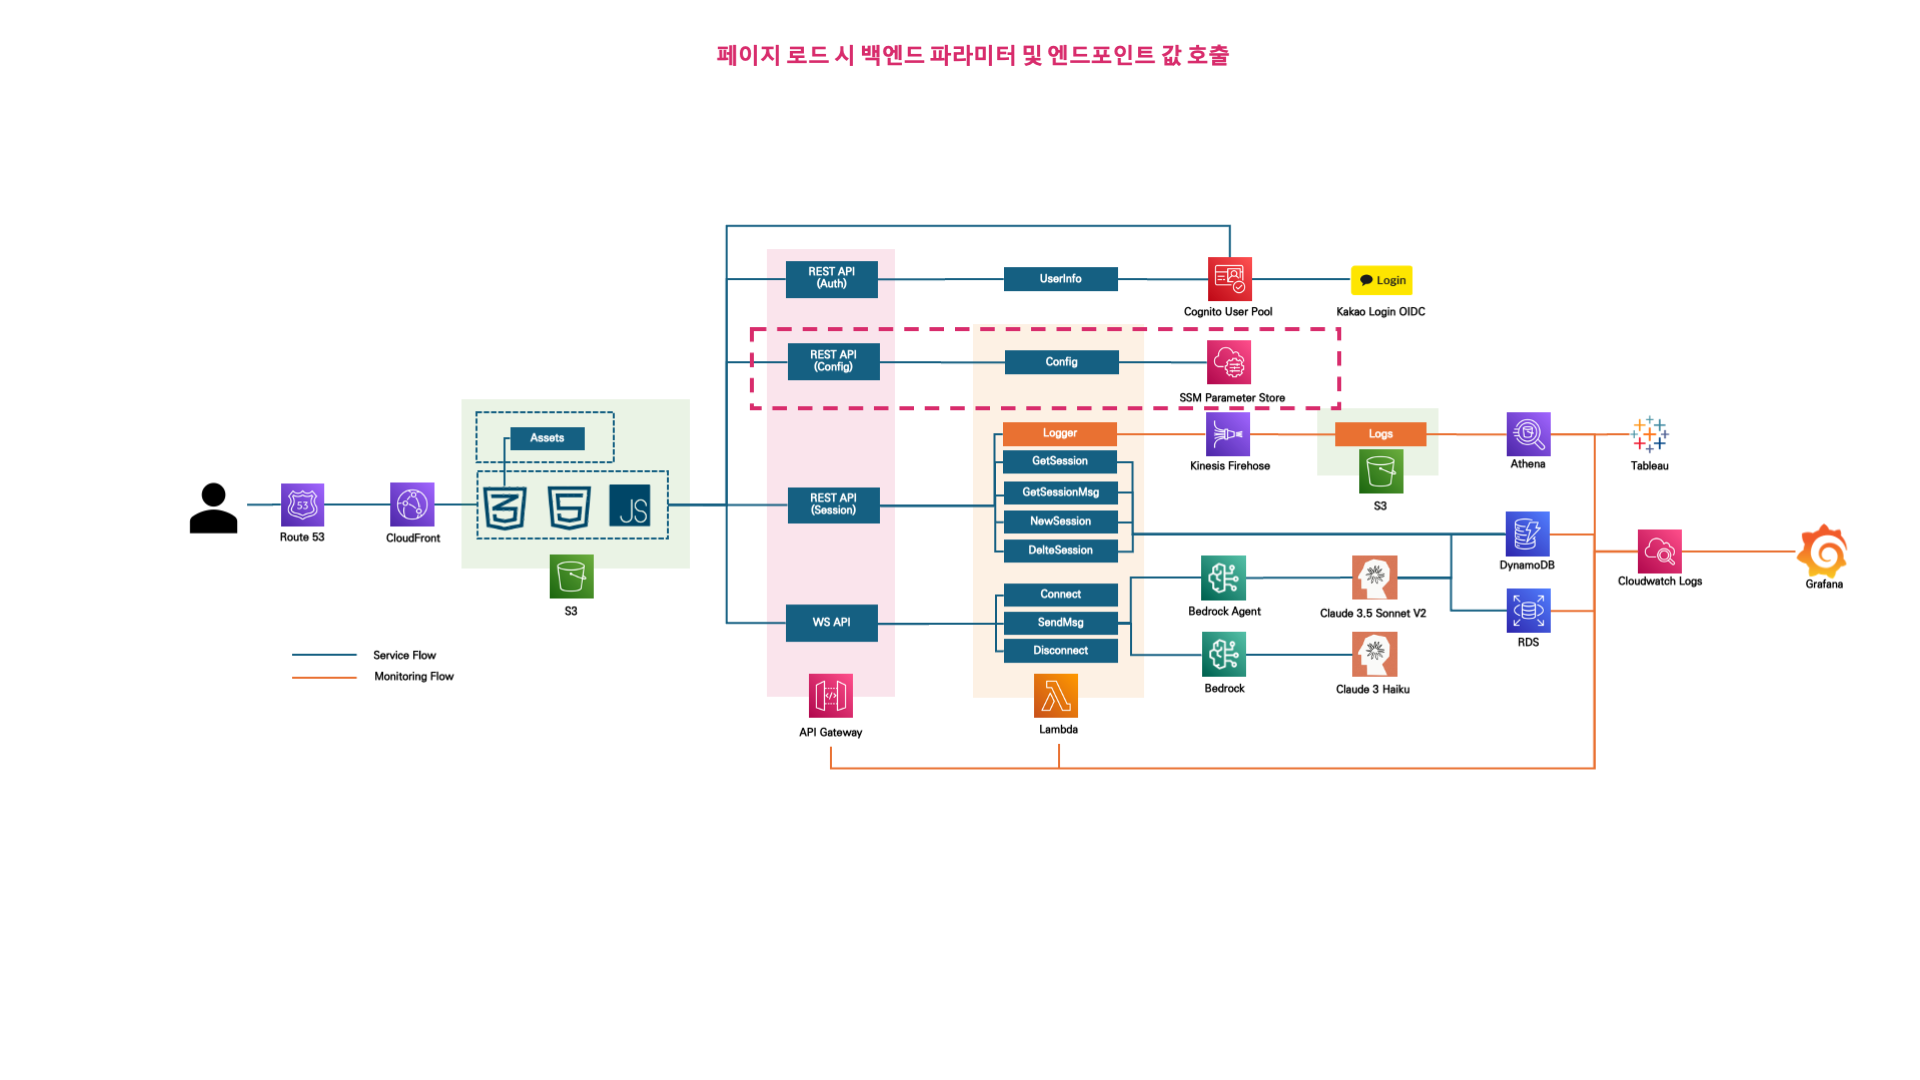 페이지 로드 시 백엔드 파라미터 및 엔드포인트 값 호출
REST API
(Auth)
UserInfo
Cognito User Pool
Login
Kakao Login OIDC
REST API
(Config)
Config
SSM Parameter Store
Assets
3
5
JS
S3
53
Route 53
CloudFront
REST API
(Session)
Logger
GetSession
GetSessionMsg
NewSession
DelteSession
Kinesis Firehose
Logs
S3
Athena
Tableau
DynamoDB
Cloudwatch Logs
Grafana
WS API
Connect
SendMsg
Disconnect
Bedrock Agent
Claude 3.5 Sonnet V2
RDS
Bedrock
Claude 3 Haiku
Service Flow
Monitoring Flow
</>
API Gateway
Lambda